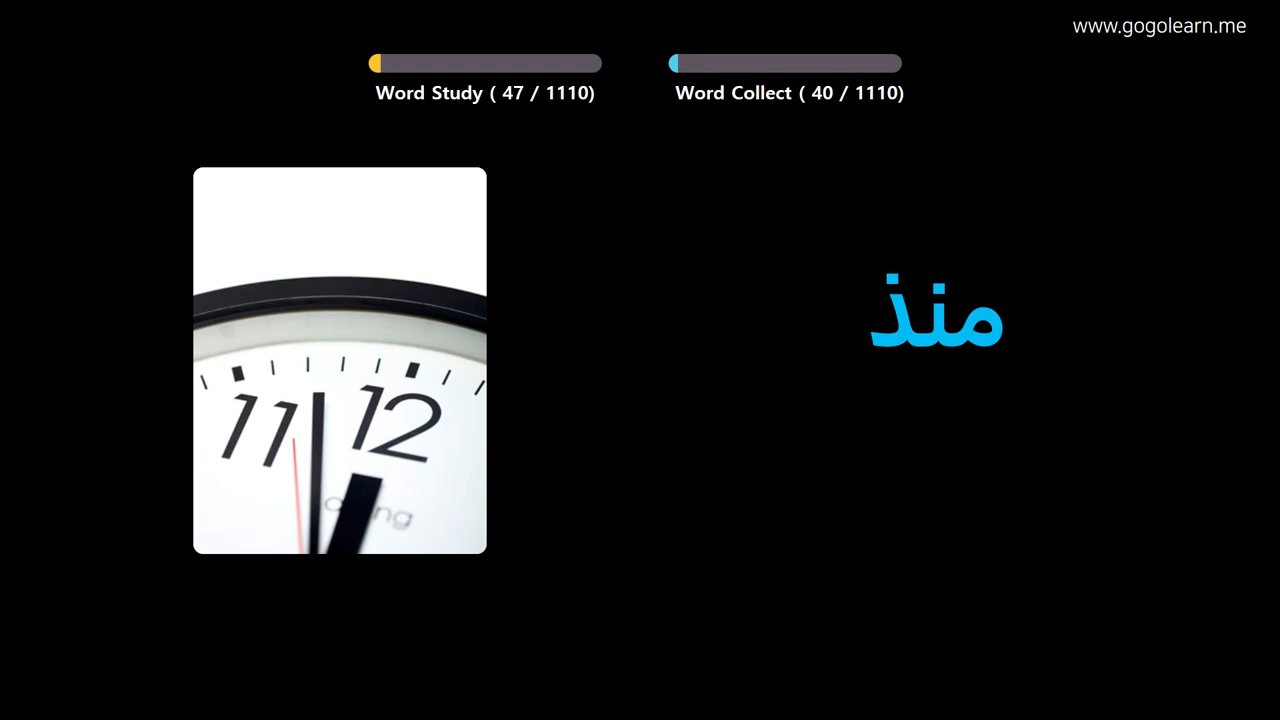 www.gogolearn.me
Word Study ( 47 / 1110)
Word Collect ( 40 / 1110)
منذ
11
12